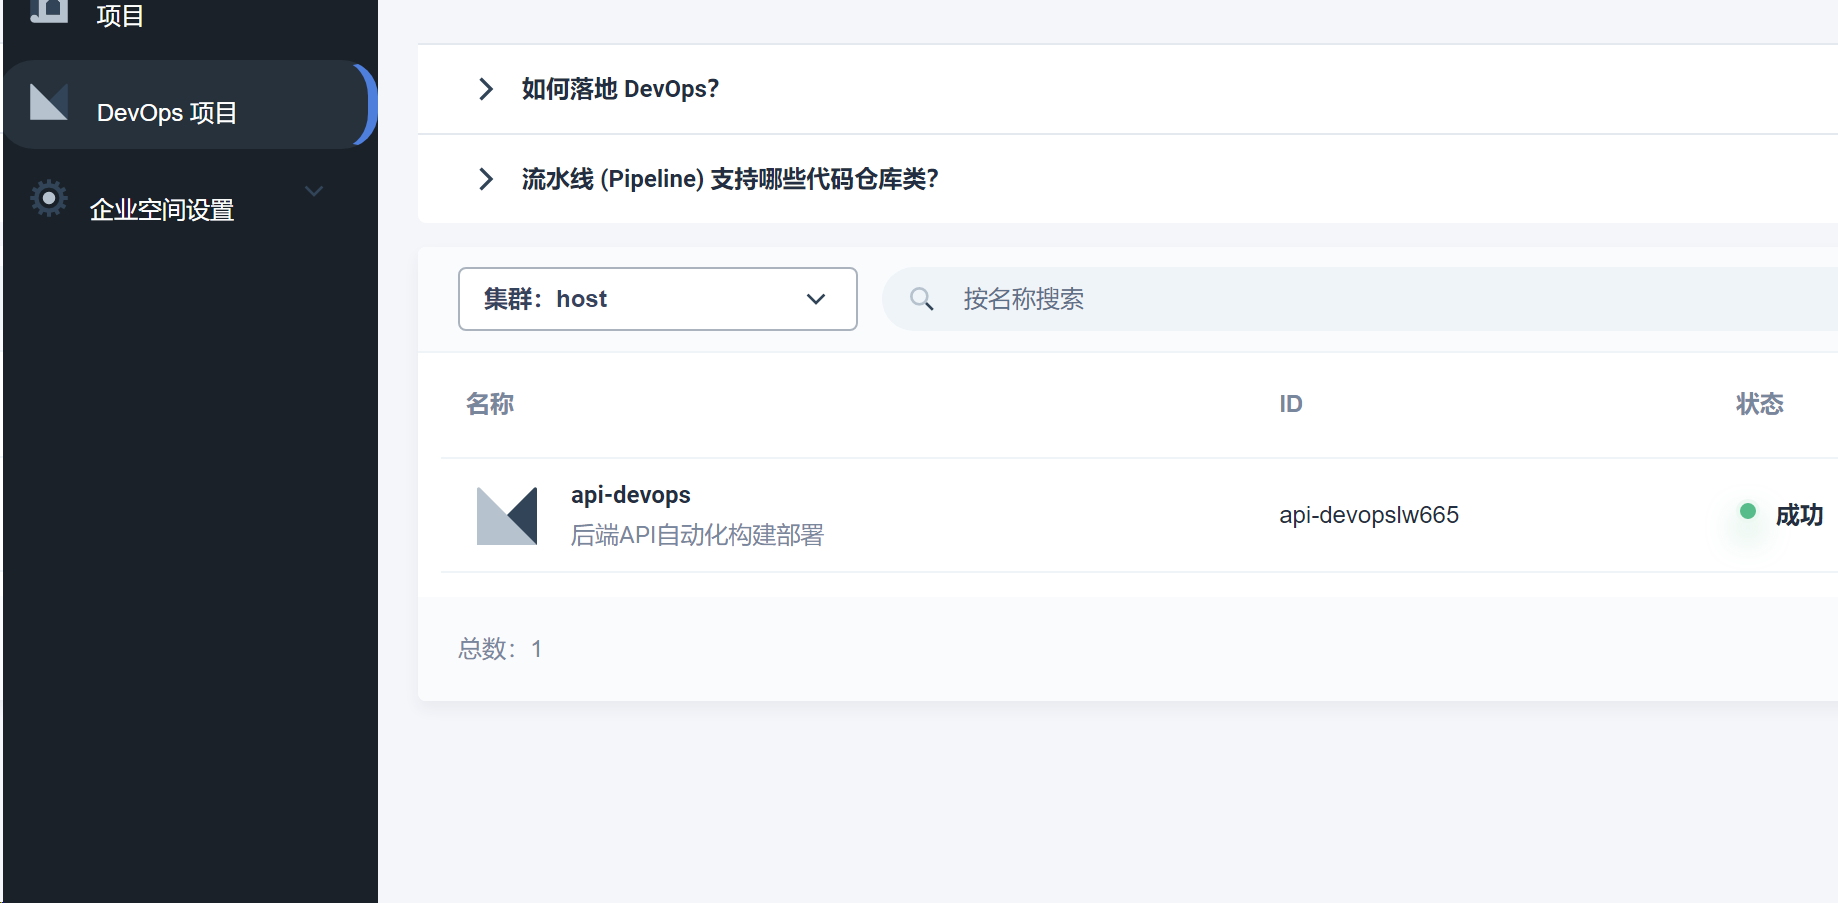 项目
DevOps 项目
企业空间设置
如何落地 DevOps?
流水线 (Pipeline) 支持哪些代码仓库类?
集群：host
按名称搜索
名称 ID 状态
api-devops
后端API自动化构建部署
api-devopslw665
成功
总数：1